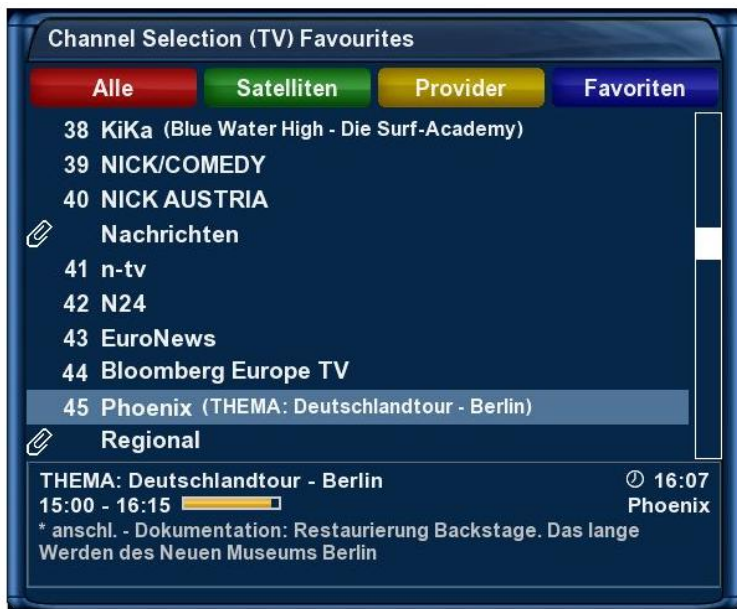 Channel Selection (TV) Favourites
Alle Satelliten Provider Favoriten
38 KiKa (Blue Water High - Die Surf-Academy)
39 NICK/COMEDY
40 NICK AUSTRIA
Nachrichten
41 n-tv
42 N24
43 EuroNews
44 Bloomberg Europe TV
45 Phoenix (THEMA: Deutschlandtour - Berlin)
Regional
THEMA: Deutschlandtour - Berlin 16:07
15:00 - 16:15 Phoenix
* anschl. - Dokumentation: Restaurierung Backstage. Das lange
Werden des Neuen Museums Berlin